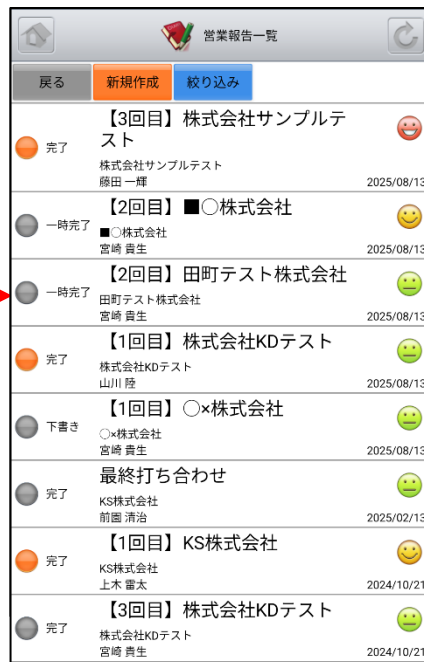 営業報告一覧
戻る 新規作成 絞り込み
【3回目】株式会社サンプルテ
スト
完了
株式会社サンプルテスト
藤田 一輝 2025/08/13
【2回目】■○株式会社
一時完了
■○株式会社
宮崎 貴生 2025/08/13
【2回目】田町テスト株式会社
一時完了
田町テスト株式会社
宮崎 貴生 2025/08/13
【1回目】株式会社KDテスト
完了
株式会社KDテスト
山川 陸 2025/08/13
【1回目】○×株式会社
下書き
○×株式会社
宮崎 貴生 2025/08/13
最終打ち合わせ
完了
KS株式会社
前園 清治 2025/02/13
【1回目】KS株式会社
完了
KS株式会社
上木 雷太 2024/10/21
【3回目】株式会社KDテスト
完了
株式会社KDテスト
宮崎 貴生 2024/10/21